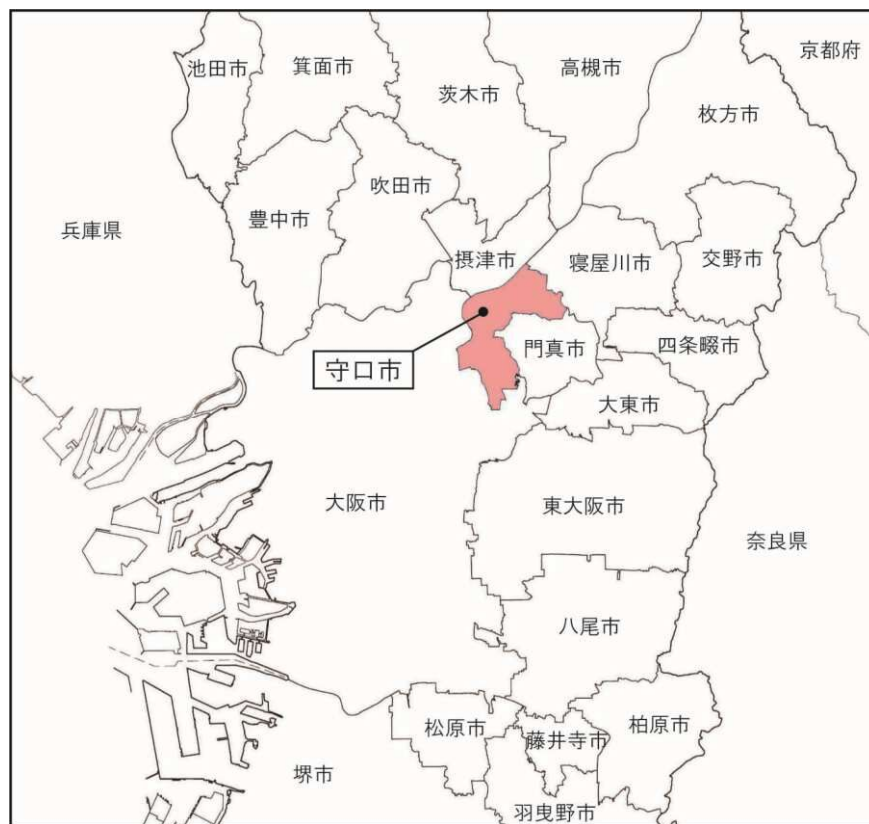 京都府
池田市
箕面市
茨木市
高槻市
枚方市
吹田市
豊中市
兵庫県
摂津市
寝屋川市
交野市
守口市
門真市
四条畷市
大東市
大阪市
東大阪市
奈良県
八尾市
松原市
藤井寺市
柏原市
堺市
羽曳野市